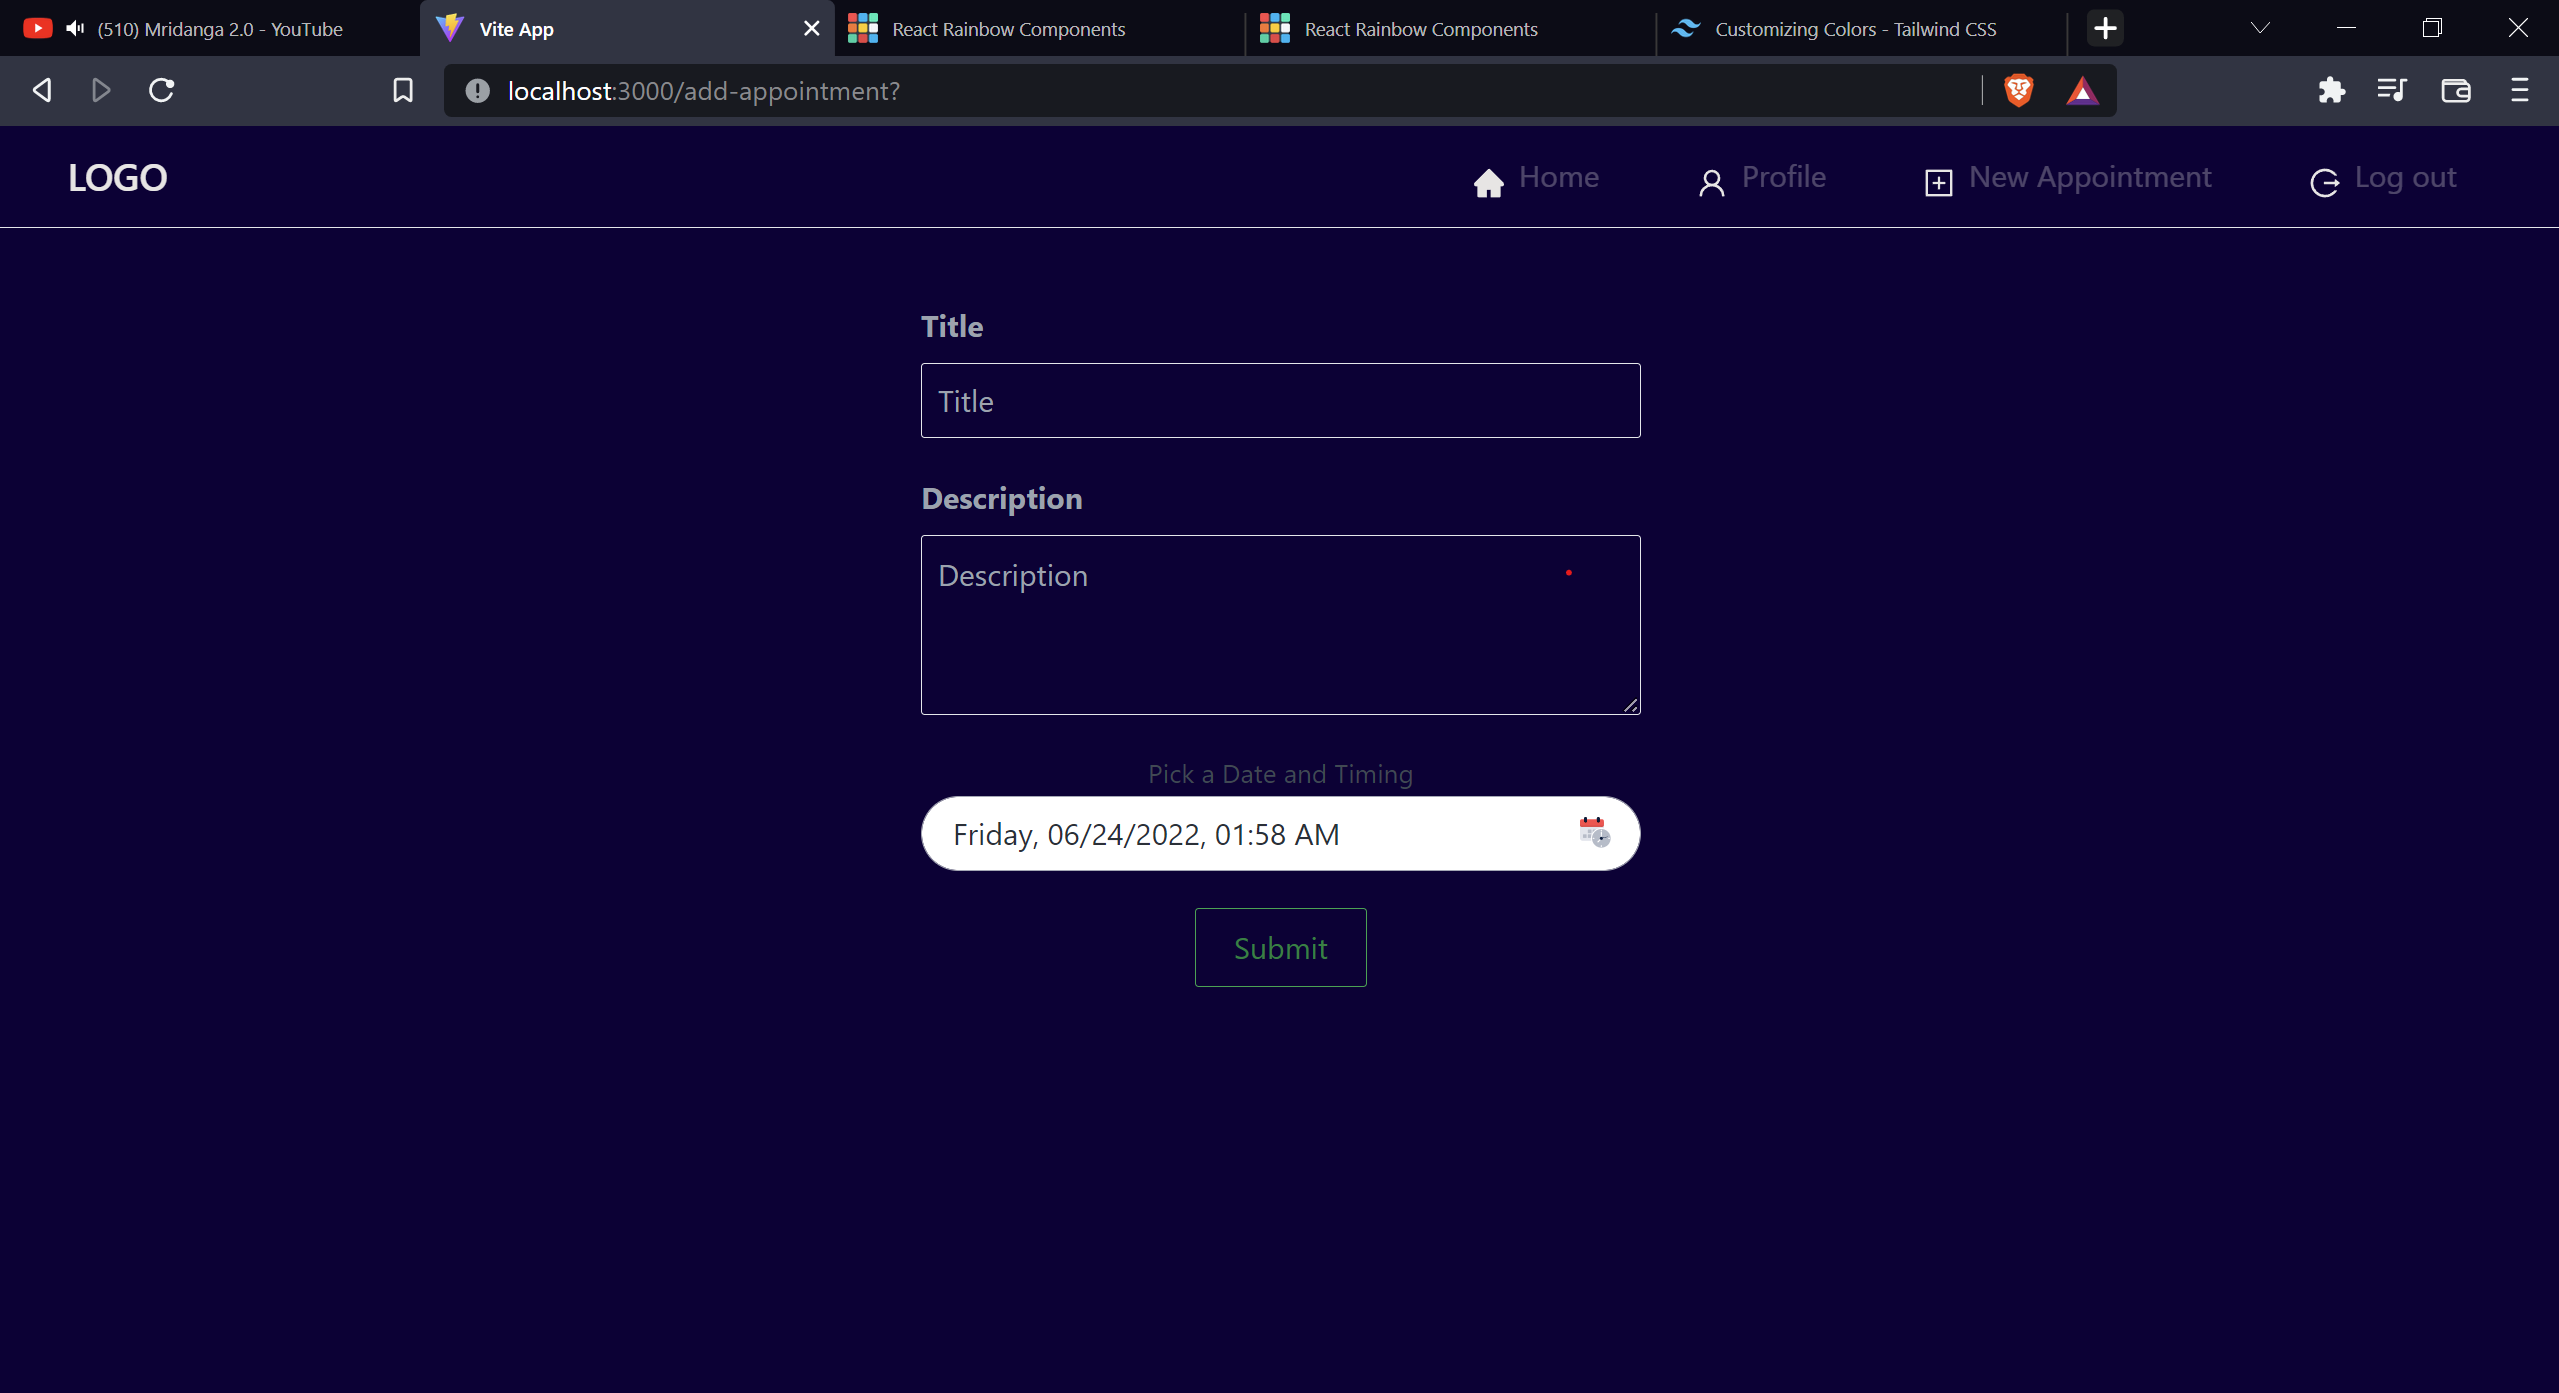 (510) Mridanga 2.0 - YouTube
Vite App
React Rainbow Components
React Rainbow Components
Customizing Colors - Tailwind CSS
localhost:3000/add-appointment?
LOGO
Home
Profile
New Appointment
Log out
Title
Title
Description
Description
Pick a Date and Timing
Friday, 06/24/2022, 01:58 AM
Submit